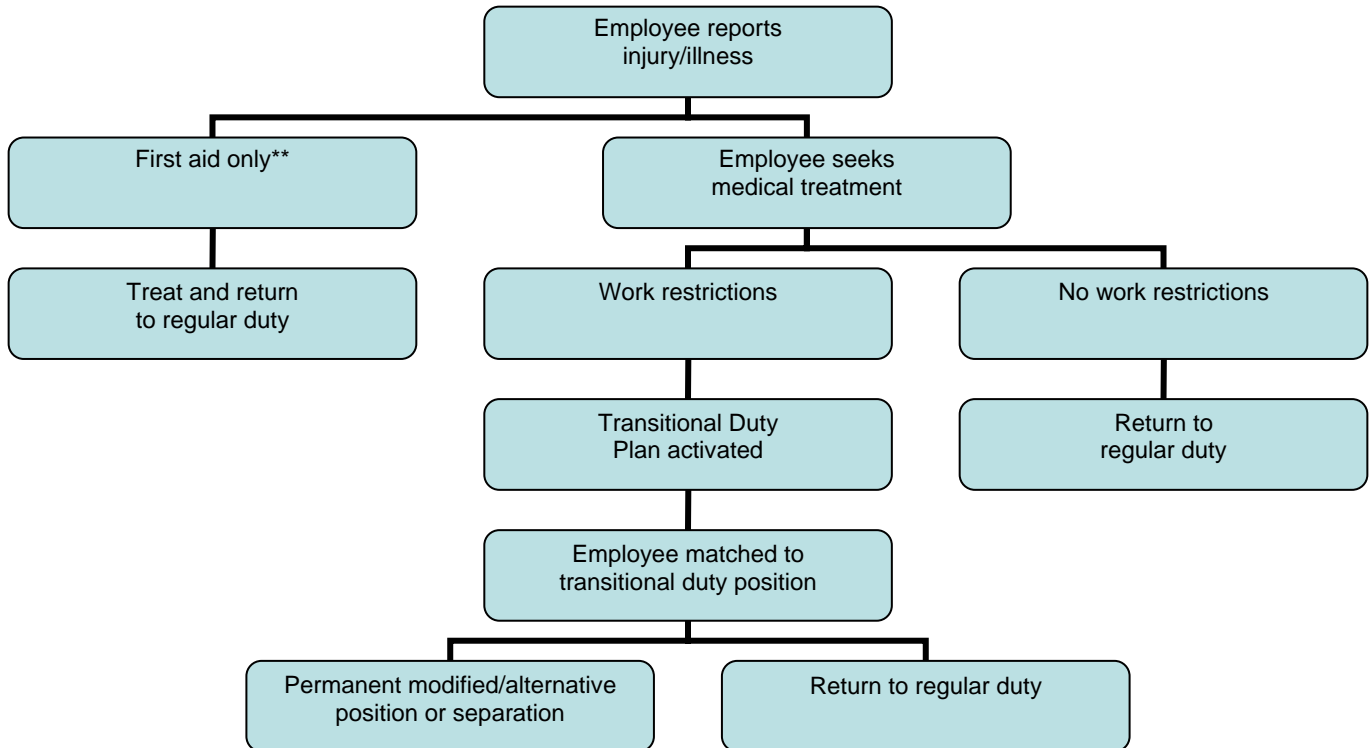 Employee reports
injury/illness
First aid only**
Employee seeks
medical treatment
Treat and return
to regular duty
Work restrictions
No work restrictions
Transitional Duty
Plan activated
Return to
regular duty
Employee matched to
transitional duty position
Permanent modified/alternative
position or separation
Return to regular duty